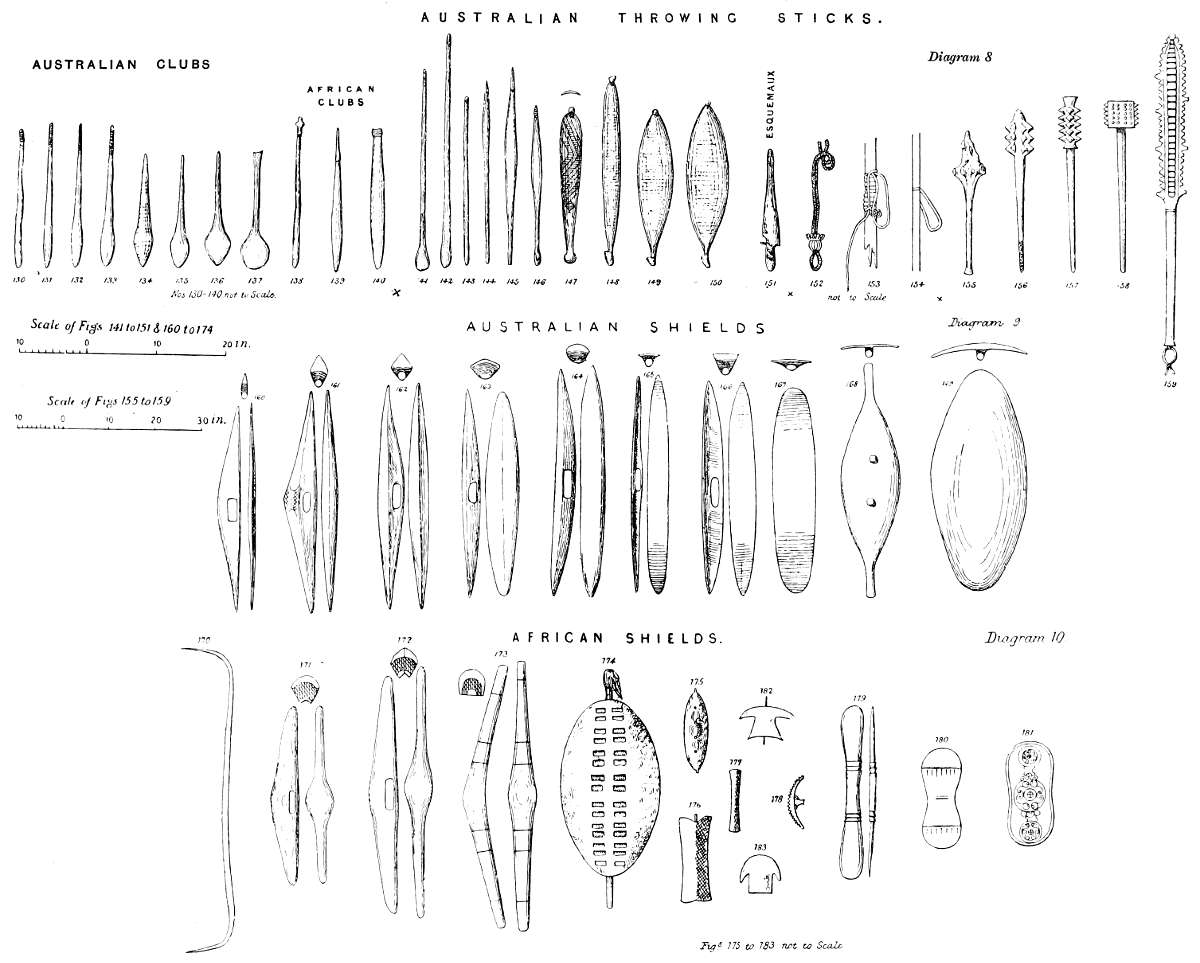 AUSTRALIAN THROWING STICKS.
Diagram 8
AUSTRALIAN CLUBS
AFRICAN
CLUBS
ESQUEMAUX
130 131 132 133 134 135 136 137 138 139 140 141 142 143 144 145 146 147 148 149 150 151 152 153 154 155 156 157 158
Nos 130-140 not to Scale.
not to Scale
159
Scale of Figs 141 to 151 & 160 to 174
10 0 10 20 in.
AUSTRALIAN SHIELDS
Diagram 9
160 161 162 163 164 165 166 167 168 169
Scale of Figs 155 to 159
10 0 10 20 30 in.
AFRICAN SHIELDS.
Diagram 10
170 171 172 173 174 175 182 179 180 181
179
176 178
183
Figs 175 to 183 not to Scale